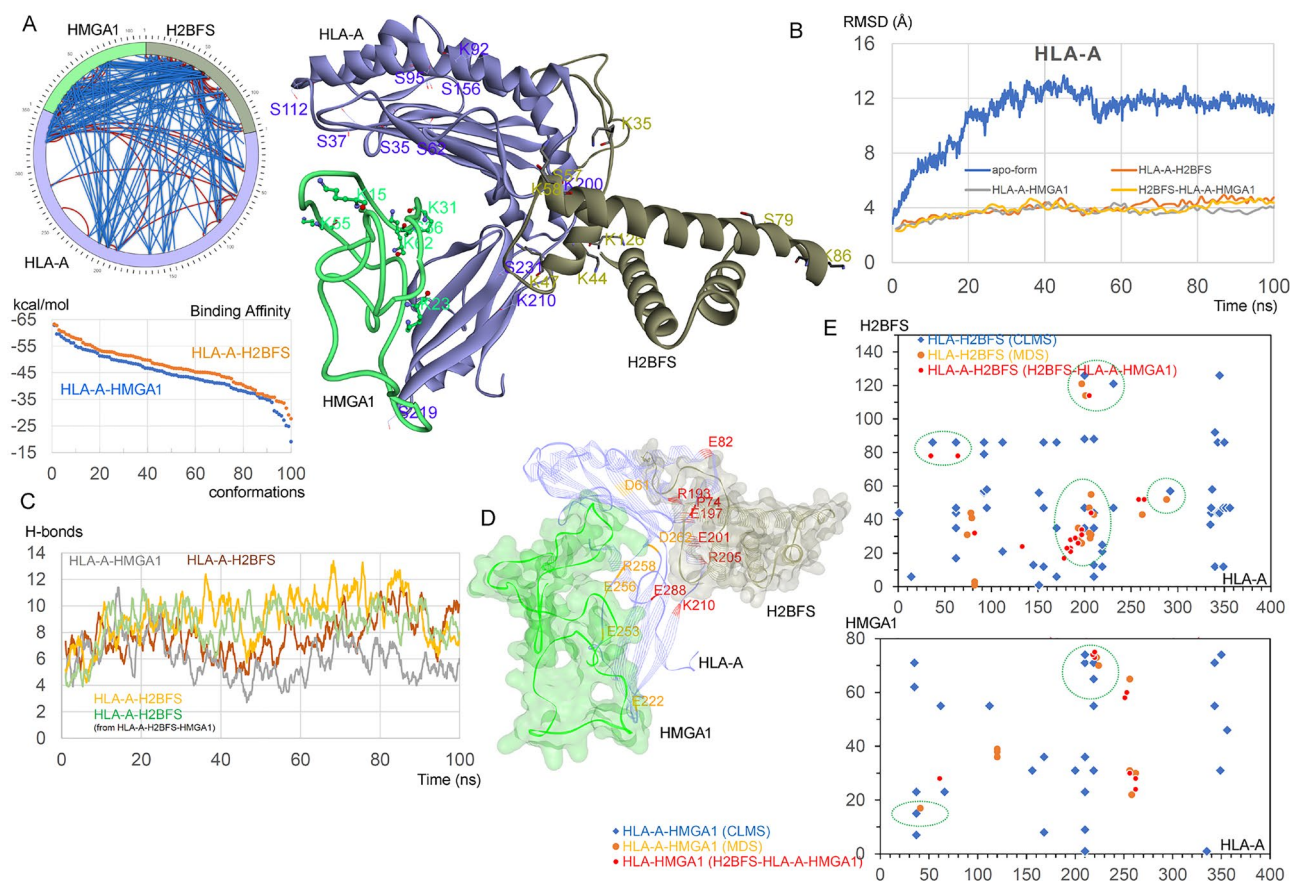 A
HMGA1
H2BFS
HLA-A
kcal/mol
Binding Affinity
-65
-55
-45
-35
-25
-15
HLA-A-H2BFS
HLA-A-HMGA1
0 20 40 60 80 100
conformations
HLA-A
K92
S95
S156
S112
S37
S35
S62
K35
S57
K58
K200
K15
K55
K31
K62
K23
S79
K86
K126
S231
K47
K44
K210
H2BFS
HMGA1
S219
B
RMSD (Å)
HLA-A
16
12
8
4
0
apo-form
HLA-A-H2BFS
HLA-A-HMGA1
H2BFS-HLA-A-HMGA1
0 20 40 60 80 100
Time (ns)
C
H-bonds
14
12
10
8
6
4
2
0
HLA-A-HMGA1
HLA-A-H2BFS
HLA-A-H2BFS
HLA-A-H2BFS
(from HLA-A-H2BFS-HMGA1)
0 20 40 60 80 100
Time (ns)
D
E82
D61
R193
P74
E197
D262
E201
R258
R205
E256
E288
K210
H2BFS
E253
HLA-A
E222
HMGA1
E
H2BFS
HLA-H2BFS (CLMS)
HLA-H2BFS (MDS)
HLA-A-H2BFS (H2BFS-HLA-A-HMGA1)
140
120
100
80
60
40
20
0
HLA-A
0 50 100 150 200 250 300 350 400
HMGA1
80
60
40
20
0
HLA-A
0 50 100 150 200 250 300 350 400
HLA-A-HMGA1 (CLMS)
HLA-A-HMGA1 (MDS)
HLA-HMGA1 (H2BFS-HLA-A-HMGA1)